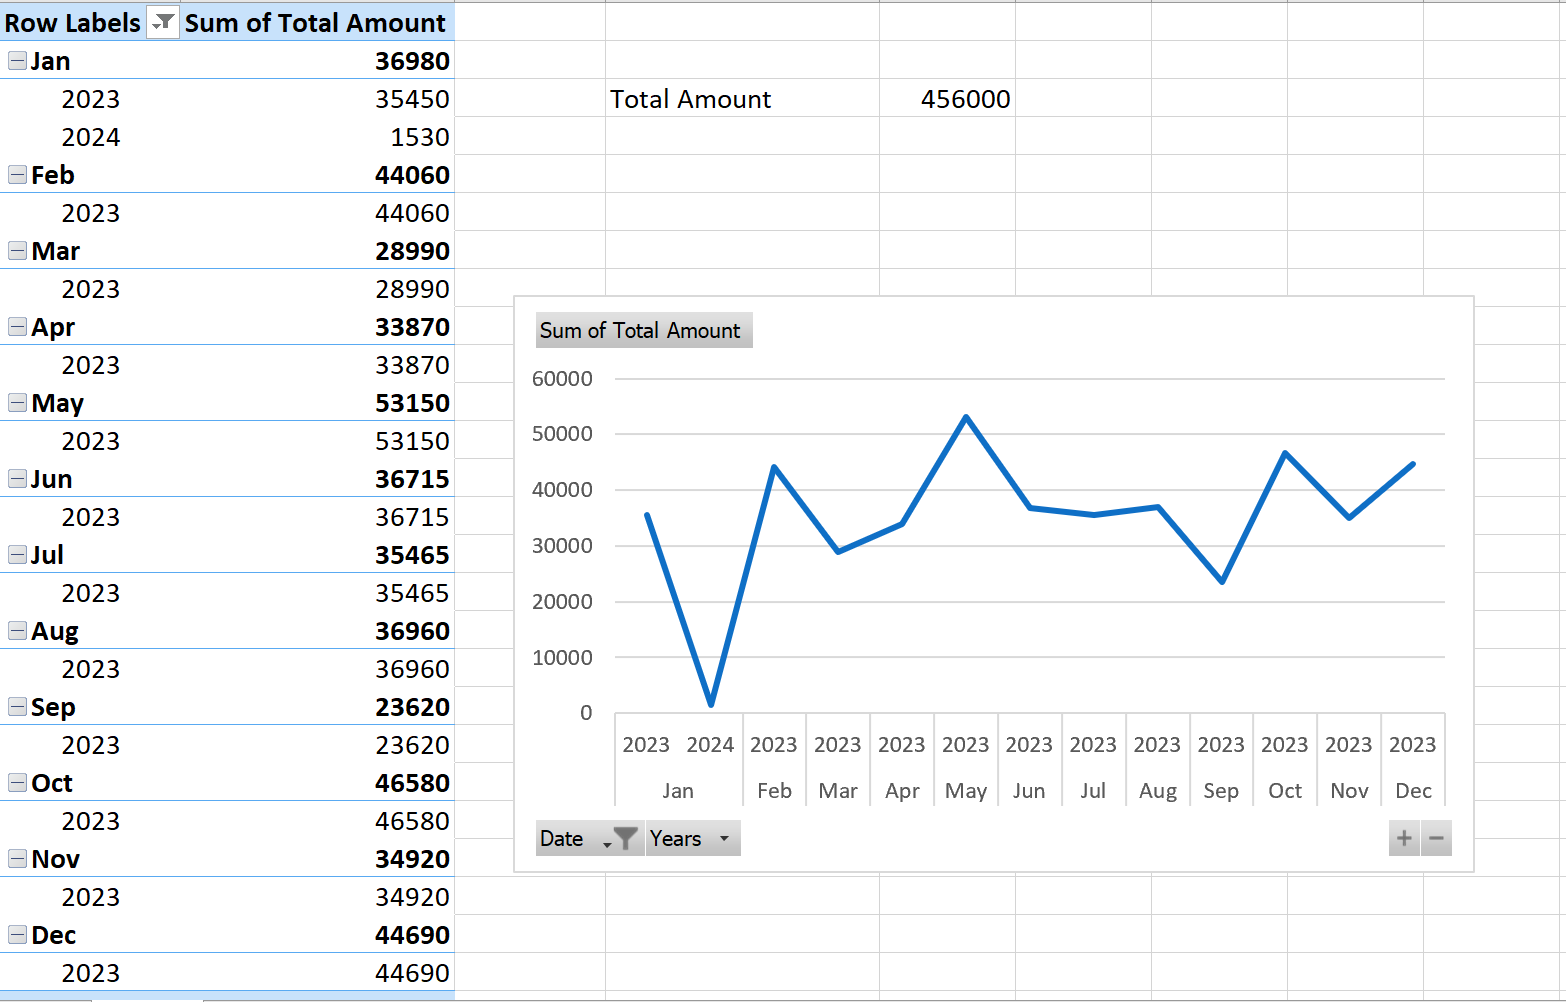 Row Labels Sum of Total Amount
Jan 36980
2023 35450
Total Amount 456000
2024 1530
Feb 44060
2023 44060
Mar 28990
2023 28990
Apr 33870
2023 33870
May 53150
2023 53150
Jun 36715
2023 36715
Jul 35465
2023 35465
Aug 36960
2023 36960
Sep 23620
2023 23620
Oct 46580
2023 46580
Nov 34920
2023 34920
Dec 44690
2023 44690
Sum of Total Amount
60000
50000
40000
30000
20000
10000
0
2023 2024 2023 2023 2023 2023 2023 2023 2023 2023 2023 2023 2023
Jan Feb Mar Apr May Jun Jul Aug Sep Oct Nov Dec
Date Years + −